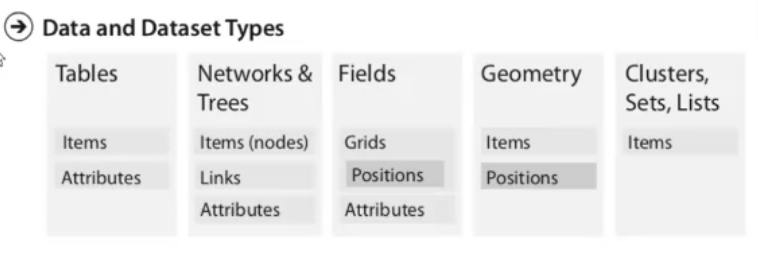 Data and Dataset Types
Tables
Items
Attributes
Networks &
Trees
Items (nodes)
Links
Attributes
Fields
Grids
Positions
Attributes
Geometry
Items
Positions
Clusters,
Sets, Lists
Items